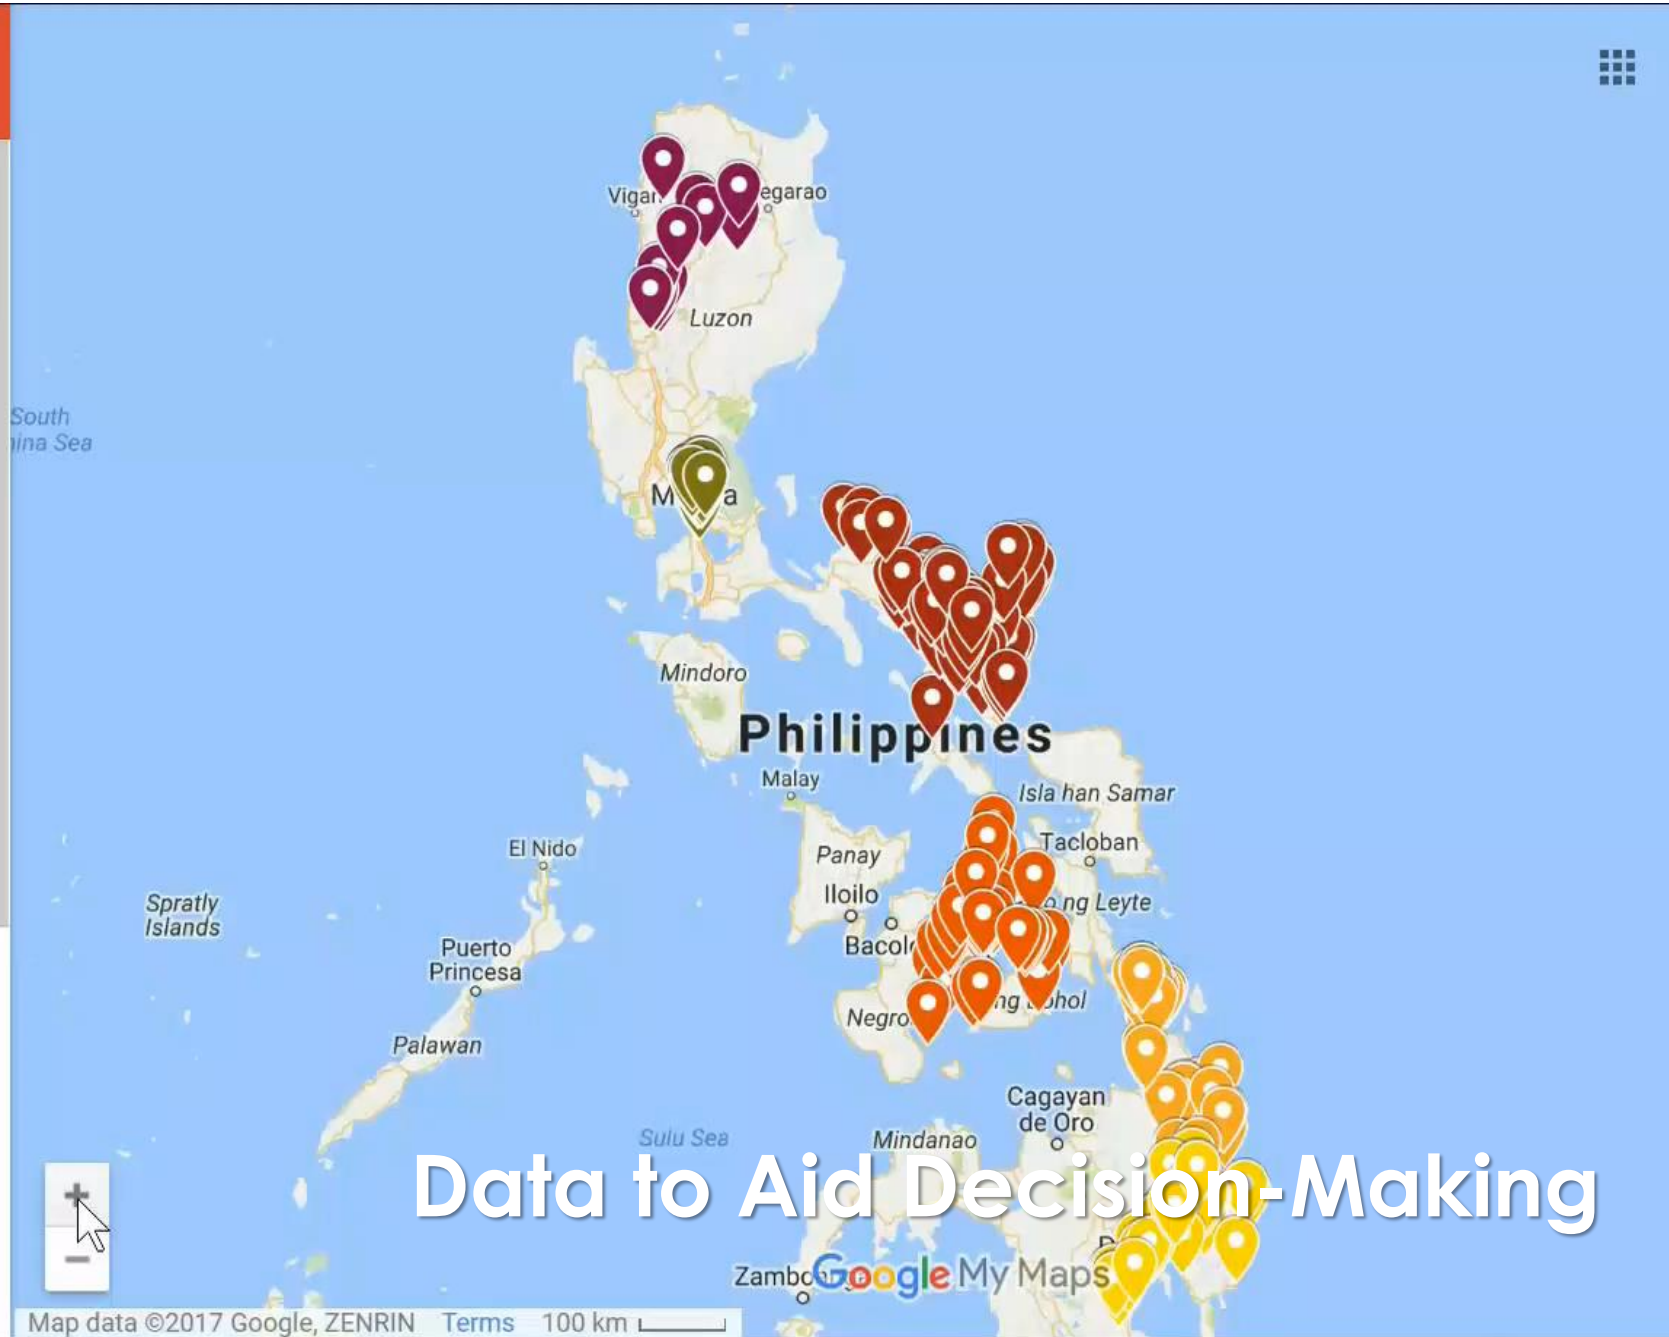 Vigan
egarao
Luzon
South
ina Sea
M a
Mindoro
Philippines
Malay
Isla han Samar
Tacloban
El Nido
Panay
Iloilo
o ng Leyte
Spratly
Islands
Bacol
Puerto
Princesa
ng Bohol
Negro
Palawan
Cagayan
de Oro
Sulu Sea
Mindanao
Data to Aid Decision-Making
Zambo
Google My Maps
Map data ©2017 Google, ZENRIN Terms 100 km